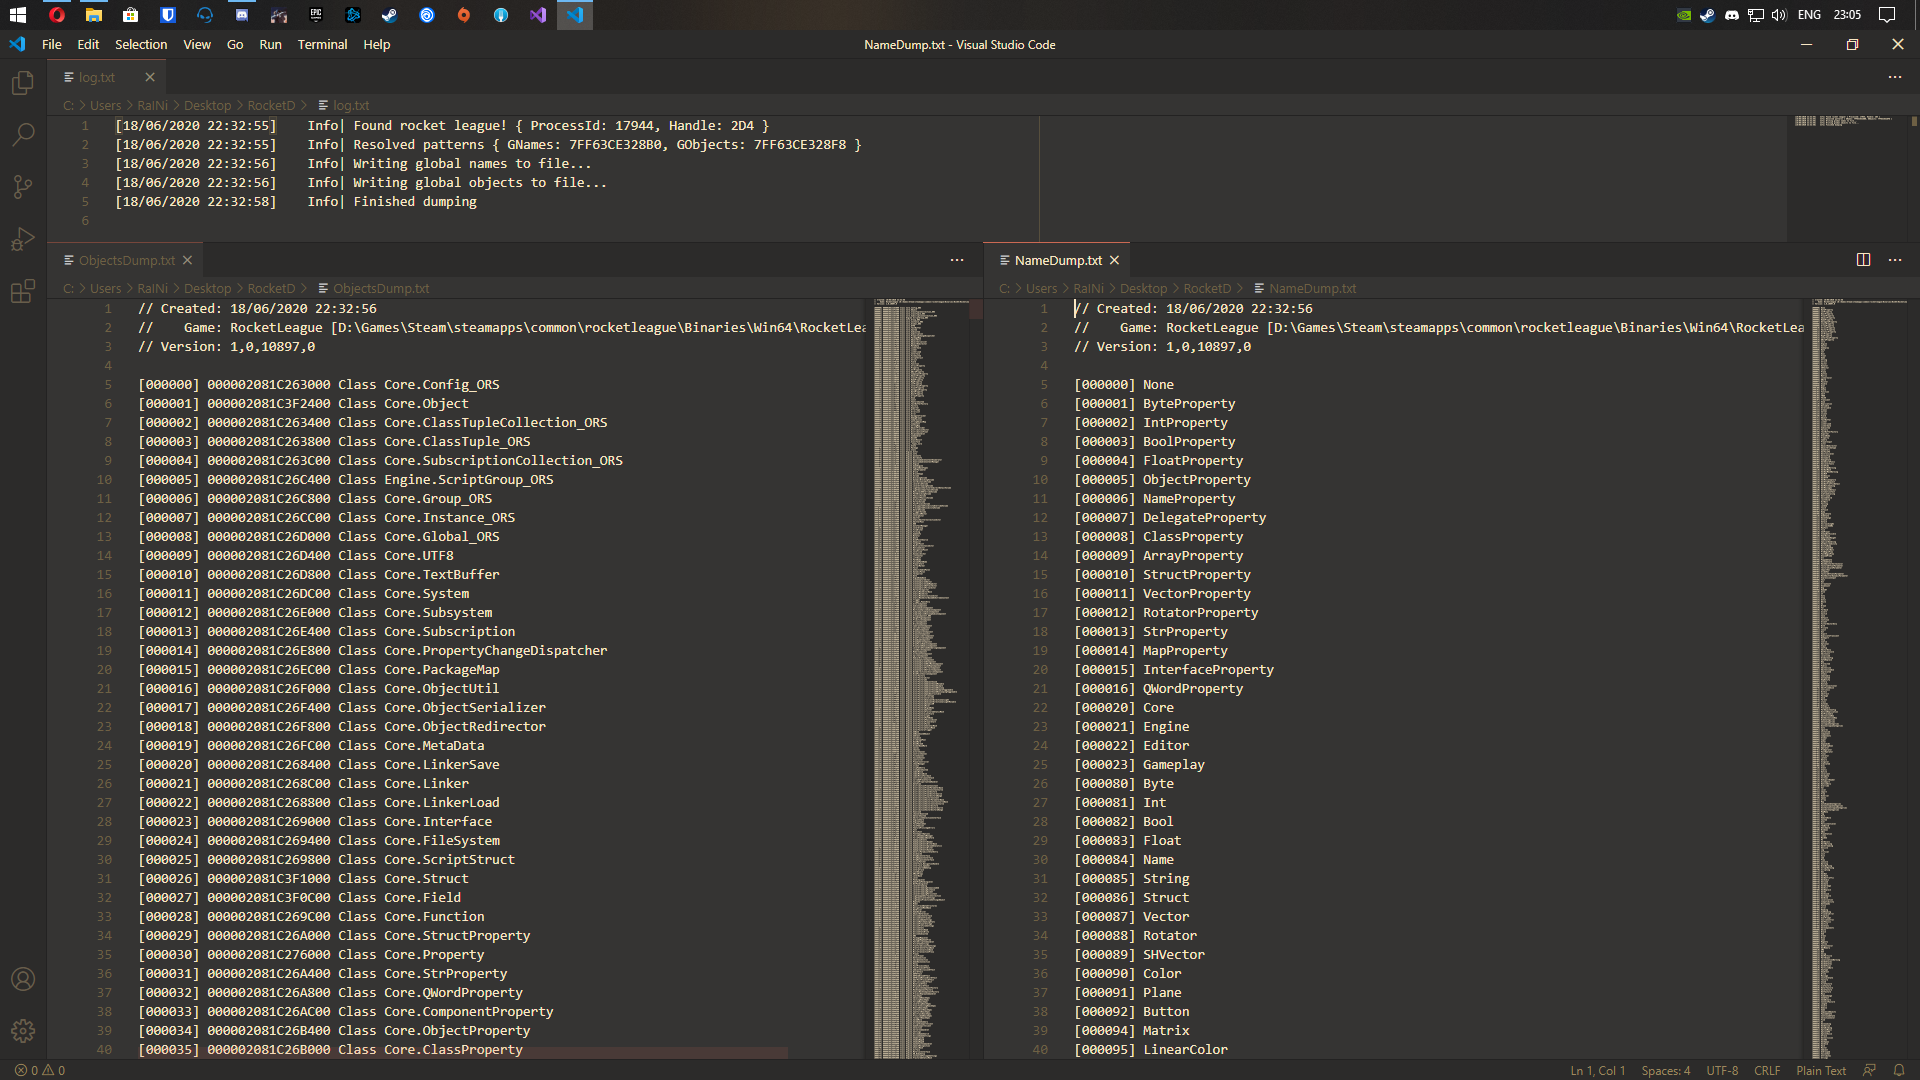 ENG 23:05
File Edit Selection View Go Run Terminal Help
NameDump.txt - Visual Studio Code
log.txt
C: > Users > RalNi > Desktop > RocketD > log.txt
1 [18/06/2020 22:32:55] Info| Found rocket league! { ProcessId: 17944, Handle: 2D4 }
2 [18/06/2020 22:32:55] Info| Resolved patterns { GNames: 7FF63CE328B0, GObjects: 7FF63CE328F8 }
3 [18/06/2020 22:32:56] Info| Writing global names to file...
4 [18/06/2020 22:32:56] Info| Writing global objects to file...
5 [18/06/2020 22:32:58] Info| Finished dumping
6
ObjectsDump.txt
C: > Users > RalNi > Desktop > RocketD > ObjectsDump.txt
1 // Created: 18/06/2020 22:32:56
2 // Game: RocketLeague [D:\Games\Steam\steamapps\common\rocketleague\Binaries\Win64\RocketLea
3 // Version: 1,0,10897,0
4
5 [000000] 000002081C263000 Class Core.Config_ORS
6 [000001] 000002081C3F2400 Class Core.Object
7 [000002] 000002081C263400 Class Core.ClassTupleCollection_ORS
8 [000003] 000002081C263800 Class Core.ClassTuple_ORS
9 [000004] 000002081C263C00 Class Core.SubscriptionCollection_ORS
10 [000005] 000002081C26C400 Class Engine.ScriptGroup_ORS
11 [000006] 000002081C26C800 Class Core.Group_ORS
12 [000007] 000002081C26CC00 Class Core.Instance_ORS
13 [000008] 000002081C26D000 Class Core.Global_ORS
14 [000009] 000002081C26D400 Class Core.UTF8
15 [000010] 000002081C26D800 Class Core.TextBuffer
16 [000011] 000002081C26DC00 Class Core.System
17 [000012] 000002081C26E000 Class Core.Subsystem
18 [000013] 000002081C26E400 Class Core.Subscription
19 [000014] 000002081C26E800 Class Core.PropertyChangeDispatcher
20 [000015] 000002081C26EC00 Class Core.PackageMap
21 [000016] 000002081C26F000 Class Core.ObjectUtil
22 [000017] 000002081C26F400 Class Core.ObjectSerializer
23 [000018] 000002081C26F800 Class Core.ObjectRedirector
24 [000019] 000002081C26FC00 Class Core.MetaData
25 [000020] 000002081C268400 Class Core.LinkerSave
26 [000021] 000002081C268C00 Class Core.Linker
27 [000022] 000002081C268800 Class Core.LinkerLoad
28 [000023] 000002081C269000 Class Core.Interface
29 [000024] 000002081C269400 Class Core.FileSystem
30 [000025] 000002081C269800 Class Core.ScriptStruct
31 [000026] 000002081C3F1000 Class Core.Struct
32 [000027] 000002081C3F0C00 Class Core.Field
33 [000028] 000002081C269C00 Class Core.Function
34 [000029] 000002081C26A000 Class Core.StructProperty
35 [000030] 000002081C276000 Class Core.Property
36 [000031] 000002081C26A400 Class Core.StrProperty
37 [000032] 000002081C26A800 Class Core.QWordProperty
38 [000033] 000002081C26AC00 Class Core.ComponentProperty
39 [000034] 000002081C26B400 Class Core.ObjectProperty
40 [000035] 000002081C26B000 Class Core.ClassProperty
NameDump.txt
C: > Users > RalNi > Desktop > RocketD > NameDump.txt
1 // Created: 18/06/2020 22:32:56
2 // Game: RocketLeague [D:\Games\Steam\steamapps\common\rocketleague\Binaries\Win64\RocketLea
3 // Version: 1,0,10897,0
4
5 [000000] None
6 [000001] ByteProperty
7 [000002] IntProperty
8 [000003] BoolProperty
9 [000004] FloatProperty
10 [000005] ObjectProperty
11 [000006] NameProperty
12 [000007] DelegateProperty
13 [000008] ClassProperty
14 [000009] ArrayProperty
15 [000010] StructProperty
16 [000011] VectorProperty
17 [000012] RotatorProperty
18 [000013] StrProperty
19 [000014] MapProperty
20 [000015] InterfaceProperty
21 [000016] QWordProperty
22 [000020] Core
23 [000021] Engine
24 [000022] Editor
25 [000023] Gameplay
26 [000080] Byte
27 [000081] Int
28 [000082] Bool
29 [000083] Float
30 [000084] Name
31 [000085] String
32 [000086] Struct
33 [000087] Vector
34 [000088] Rotator
35 [000089] SHVector
36 [000090] Color
37 [000091] Plane
38 [000092] Button
39 [000094] Matrix
40 [000095] LinearColor
0 0
Ln 1, Col 1 Spaces: 4 UTF-8 CRLF Plain Text